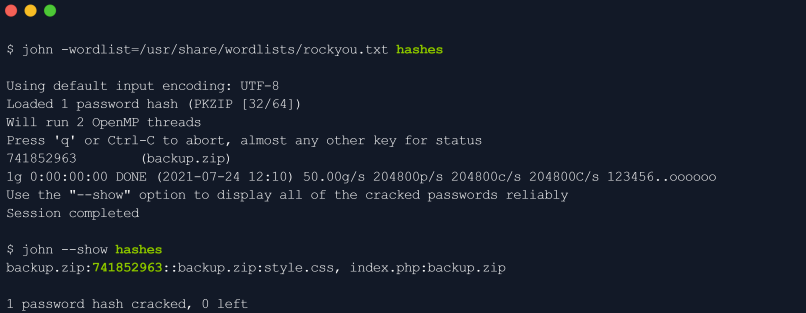 $ john -wordlist=/usr/share/wordlists/rockyou.txt hashes
Using default input encoding: UTF-8
Loaded 1 password hash (PKZIP [32/64])
Will run 2 OpenMP threads
Press 'q' or Ctrl-C to abort, almost any other key for status
741852963        (backup.zip)
1g 0:00:00:00 DONE (2021-07-24 12:10) 50.00g/s 204800p/s 204800c/s 204800C/s 123456..oooooo
Use the "--show" option to display all of the cracked passwords reliably
Session completed
$ john --show hashes
backup.zip:741852963::backup.zip:style.css, index.php:backup.zip
1 password hash cracked, 0 left